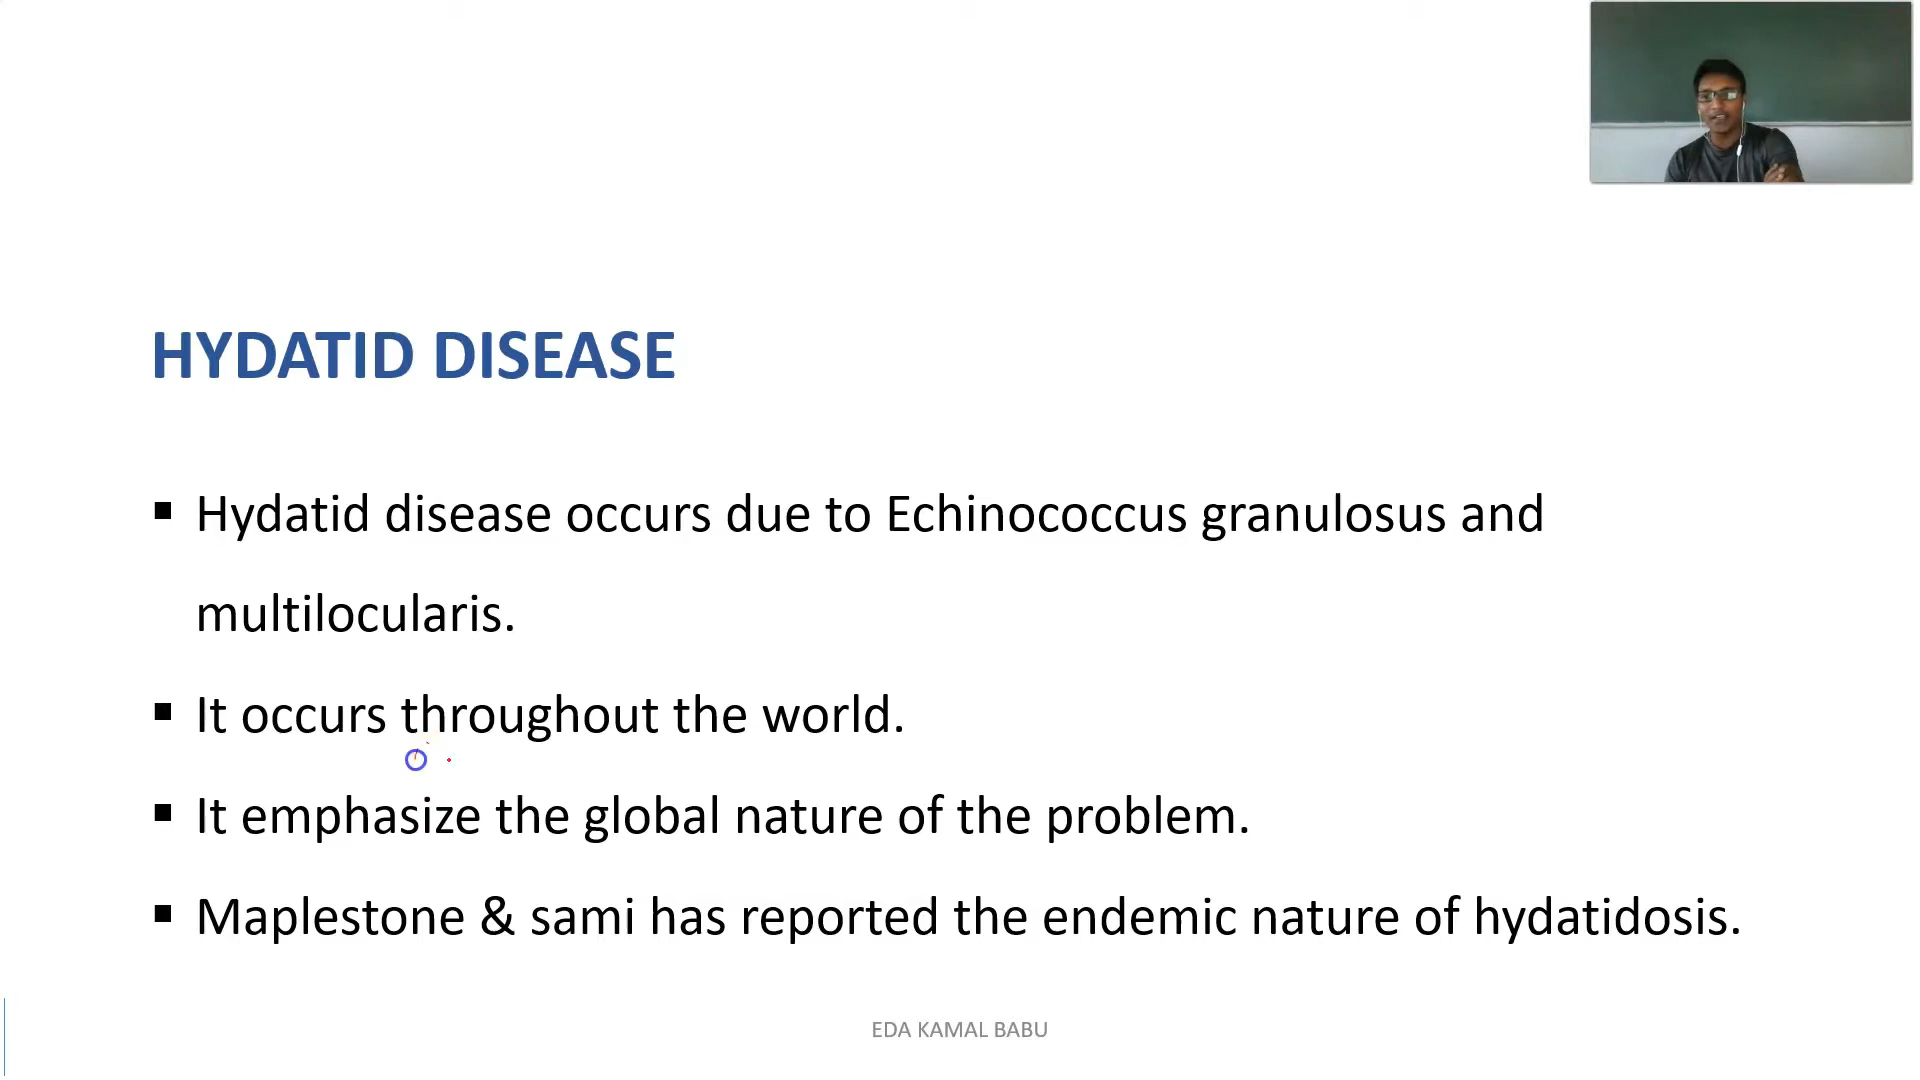 HYDATID DISEASE
▪ Hydatid disease occurs due to Echinococcus granulosus and
multilocularis.
▪ It occurs throughout the world.
▪ It emphasize the global nature of the problem.
▪ Maplestone & sami has reported the endemic nature of hydatidosis.
EDA KAMAL BABU